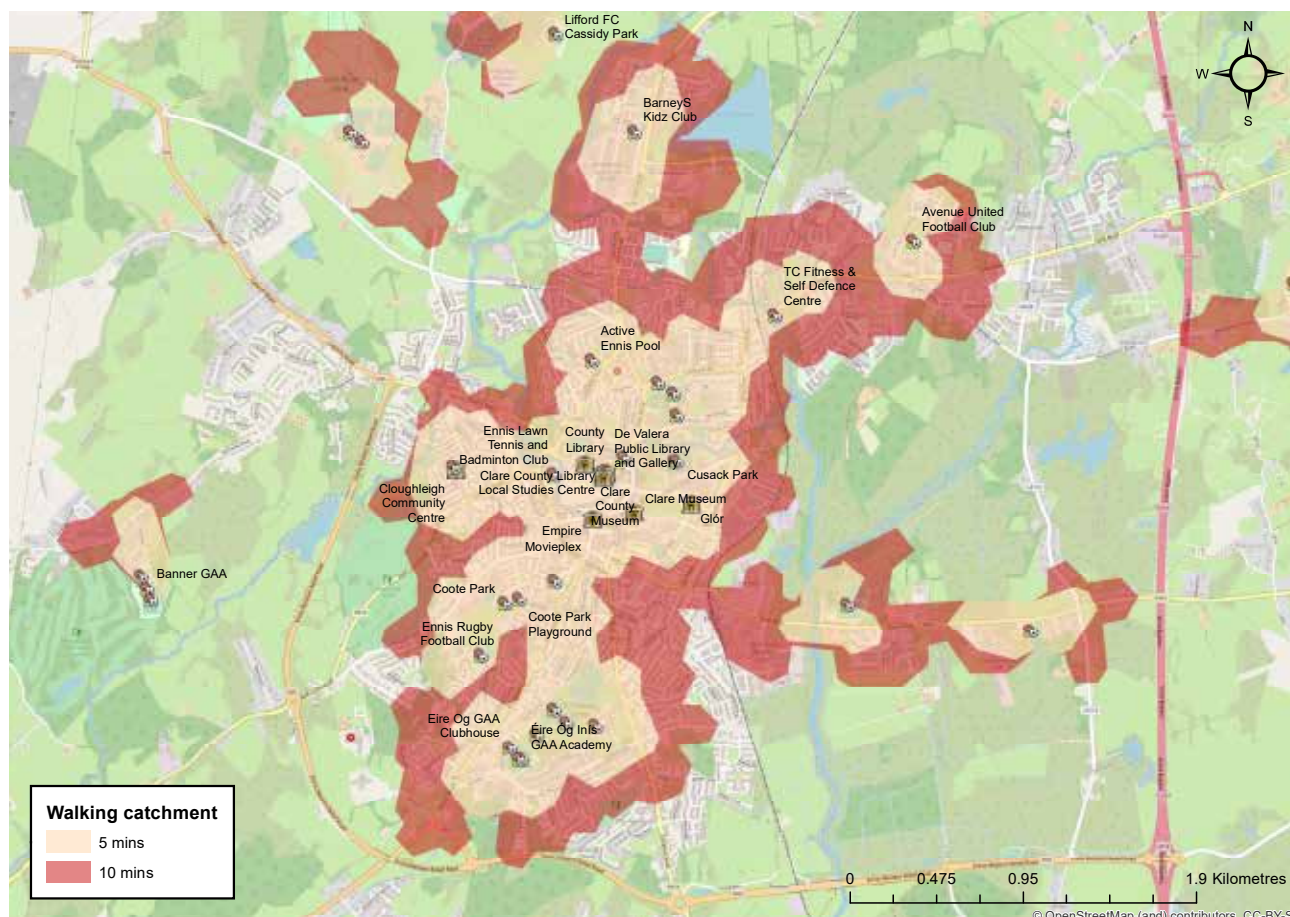 Lifford FC
Cassidy Park
N
W
S
BarneyS
Kidz Club
Avenue United
Football Club
TC Fitness &
Self Defence
Centre
Active
Ennis Pool
Ennis Lawn
Tennis and
Badminton Club
County
Library
De Valera
Public Library
and Gallery
Clare County Library
Local Studies Centre
Cusack Park
Cloughleigh
Community
Centre
Clare
County
Museum
Clare Museum
Glór
Empire
Movieplex
Banner GAA
Coote Park
Coote Park
Playground
Ennis Rugby
Football Club
Eire Og GAA
Clubhouse
Éire Óg Inis
GAA Academy
Walking catchment
5 mins
10 mins
0 0.475 0.95 1.9 Kilometres
© OpenStreetMap (and) contributors, CC-BY-S